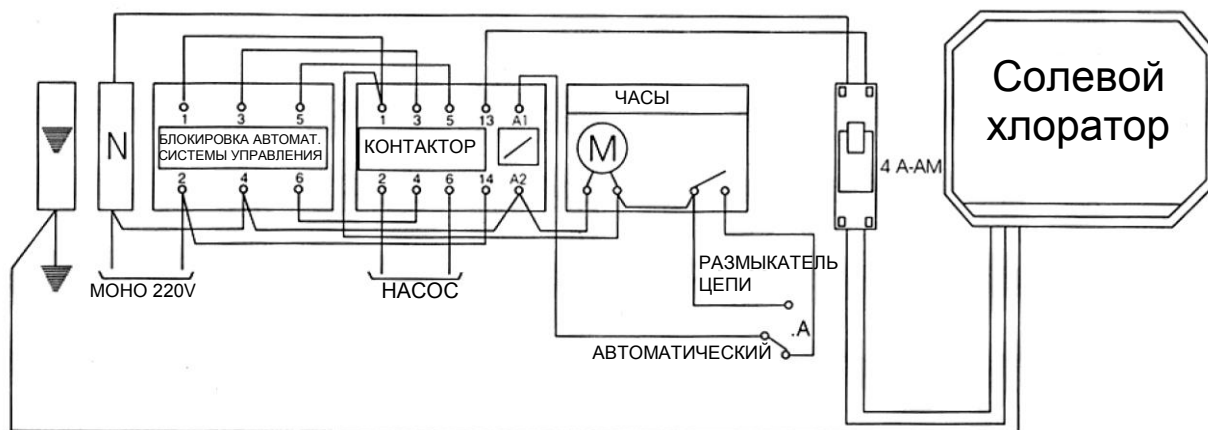 1 3 5
БЛОКИРОВКА АВТОМАТ.
СИСТЕМЫ УПРАВЛЕНИЯ
2 4 6
N
МОНО 220V
1 3 5 13 A1
КОНТАКТОР
2 4 6 14 A2
НАСОС
ЧАСЫ
M
РАЗМЫКАТЕЛЬ
ЦЕПИ
.A
АВТОМАТИЧЕСКИЙ
4 A-AM
Солевой
хлоратор